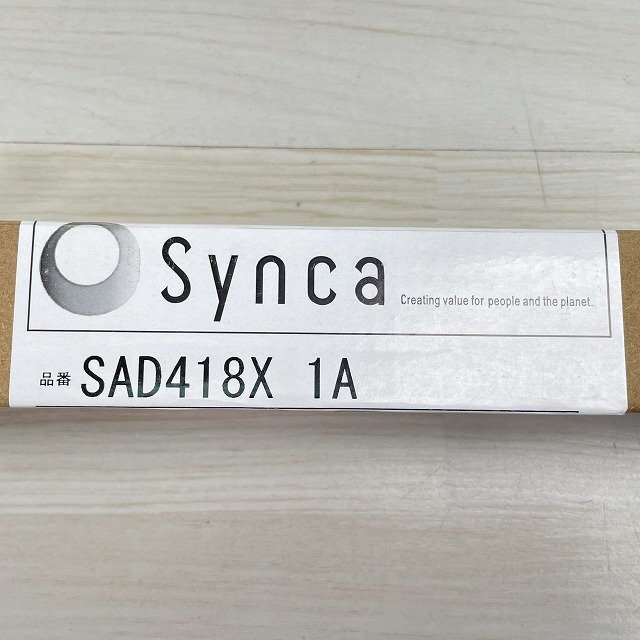 Synca
Creating value for people and the planet.
品番 SAD418X 1A